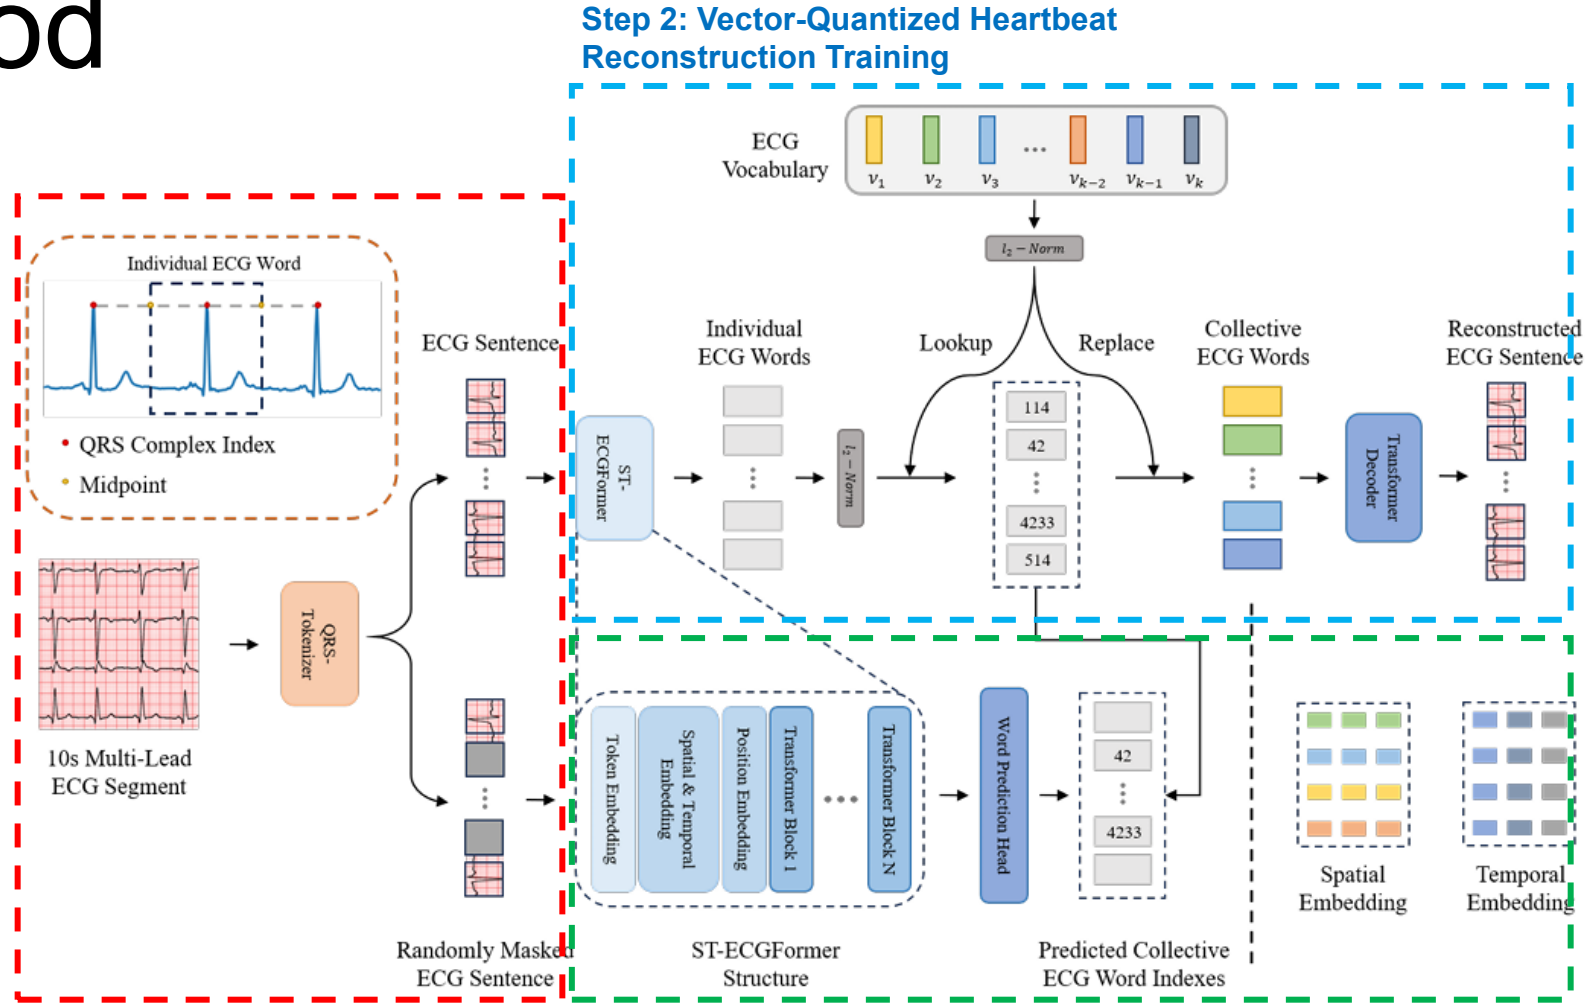 od
Step 2: Vector-Quantized Heartbeat
Reconstruction Training
ECG
Vocabulary
v1
v2
v3
...
vk−2
vk−1
vk
l2 − Norm
Individual ECG Word
QRS Complex Index
Midpoint
ECG Sentence
Individual
ECG Words
Lookup
Replace
Collective
ECG Words
Reconstructed
ECG Sentence
ST-
ECGFormer
l2 − Norm
114
42
4233
514
Transformer
Decoder
10s Multi-Lead
ECG Segment
QRS-
Tokenizer
Randomly Masked
ECG Sentence
Token Embedding
Spatial & Temporal
Embedding
Position Embedding
Transformer Block 1
Transformer Block N
ST-ECGFormer
Structure
Word Prediction Head
42
4233
Predicted Collective
ECG Word Indexes
Spatial
Embedding
Temporal
Embedding